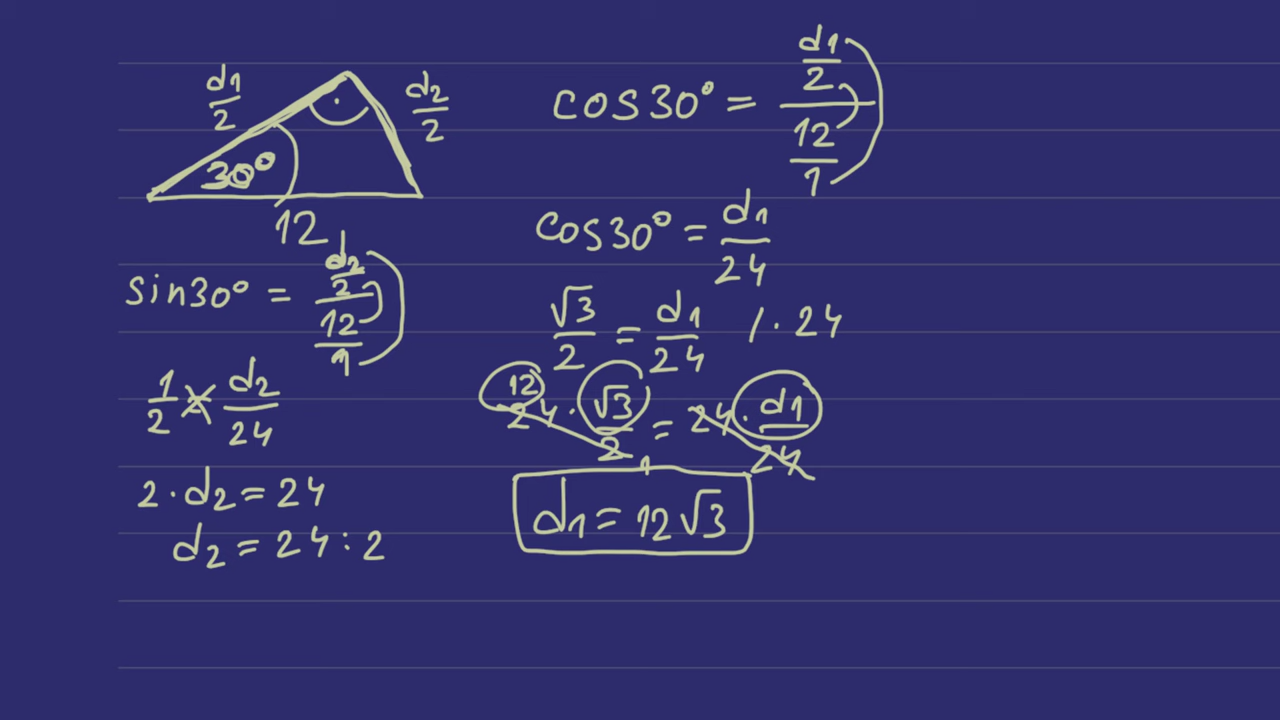 d1/2
d2/2
30°
12
sin30° = (d2/2)/(12/1)
1/2 = d2/24
2·d2 = 24
d2 = 24:2
cos30° = (d1/2)/(12/1)
cos30° = d1/24
√3/2 = d1/24 /·24
12
24·√3/2 = 24·d1/24
1
d1 = 12√3